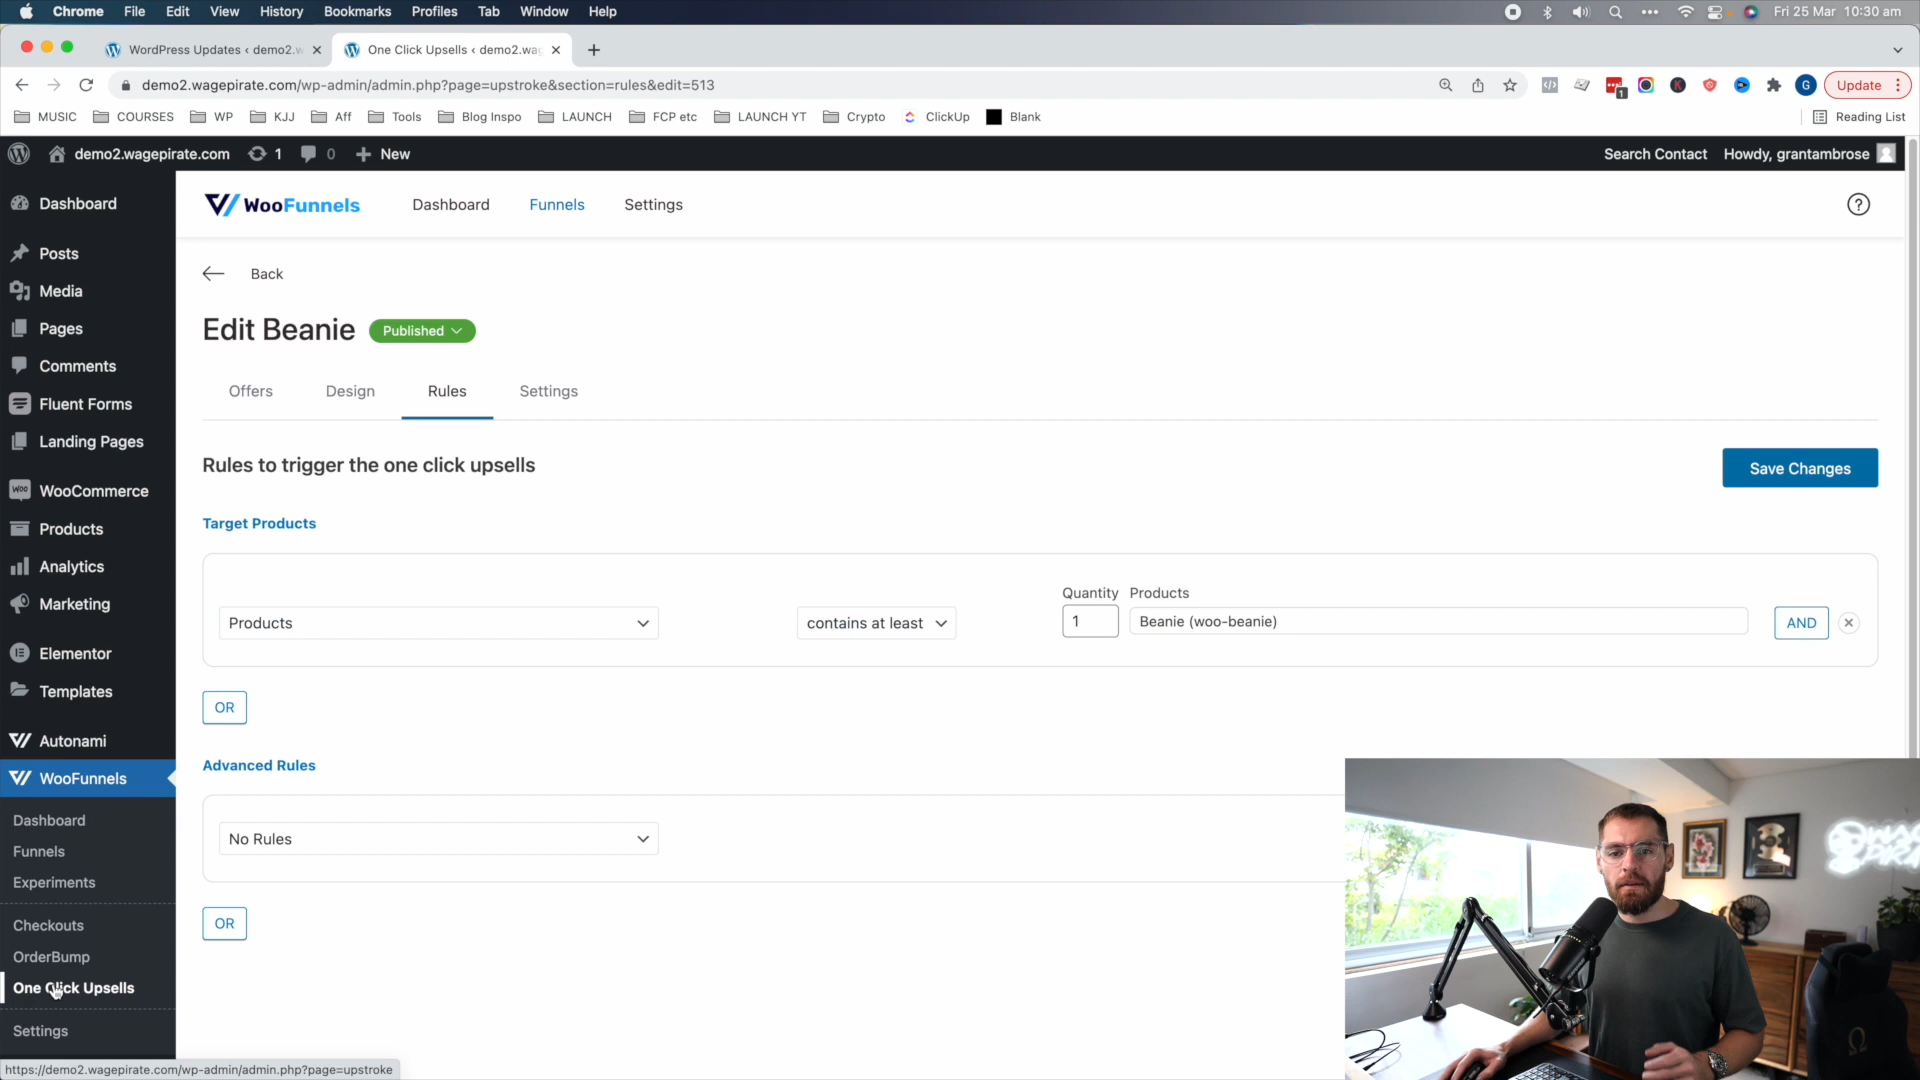 Chrome File Edit View History Bookmarks Profiles Tab Window Help
Fri 25 Mar 10:30 am
WordPress Updates ‹ demo2.w
One Click Upsells ‹ demo2.wag
demo2.wagepirate.com/wp-admin/admin.php?page=upstroke&section=rules&edit=513
1
K
G
Update
MUSIC COURSES WP KJJ Aff Tools Blog Inspo LAUNCH FCP etc LAUNCH YT Crypto ClickUp Blank Reading List
demo2.wagepirate.com 1 0 New Search Contact Howdy, grantambrose
Dashboard
Posts
Media
Pages
Comments
Fluent Forms
Landing Pages
Woo WooCommerce
Products
Analytics
Marketing
Elementor
Templates
Autonami
WooFunnels
Dashboard
Funnels
Experiments
Checkouts
OrderBump
One Click Upsells
Settings
WooFunnels Dashboard Funnels Settings ?
Back
Edit Beanie Published
Offers Design Rules Settings
Rules to trigger the one click upsells
Save Changes
Target Products
Quantity Products
Products contains at least 1 Beanie (woo-beanie) AND
OR
Advanced Rules
No Rules
OR
https://demo2.wagepirate.com/wp-admin/admin.php?page=upstroke